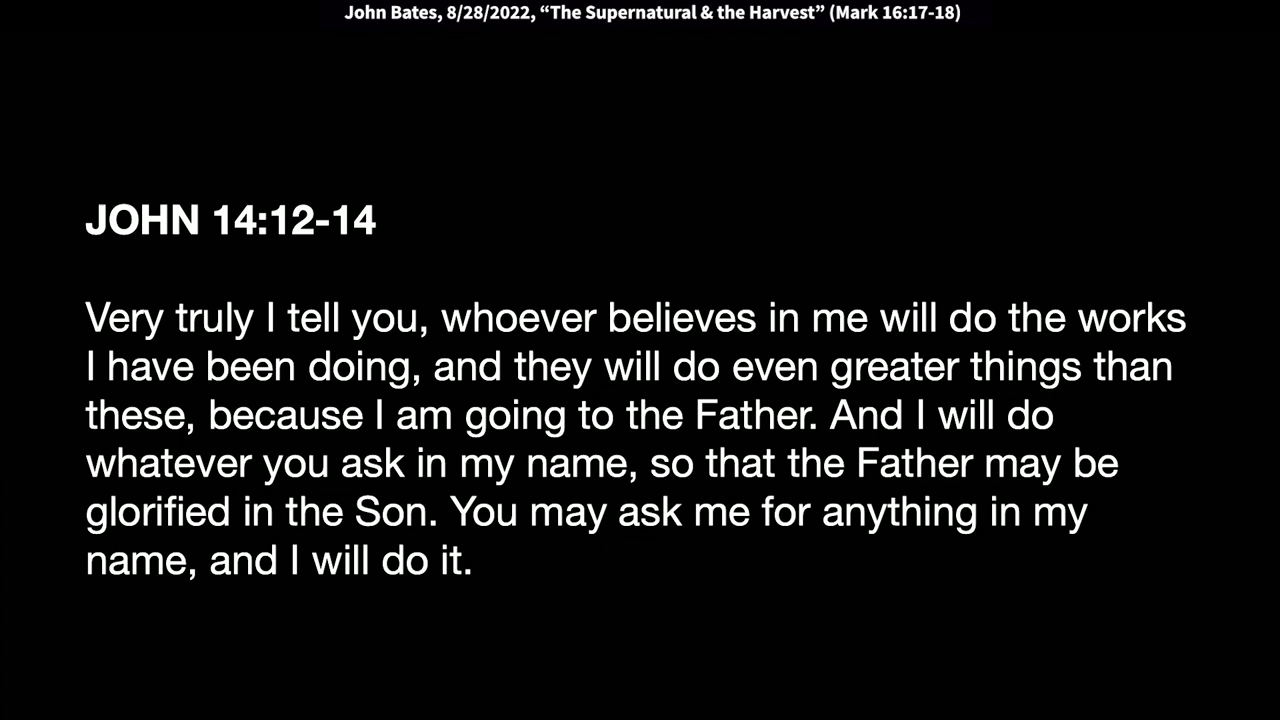 John Bates, 8/28/2022, “The Supernatural & the Harvest” (Mark 16:17-18)
JOHN 14:12-14
Very truly I tell you, whoever believes in me will do the works
I have been doing, and they will do even greater things than
these, because I am going to the Father. And I will do
whatever you ask in my name, so that the Father may be
glorified in the Son. You may ask me for anything in my
name, and I will do it.